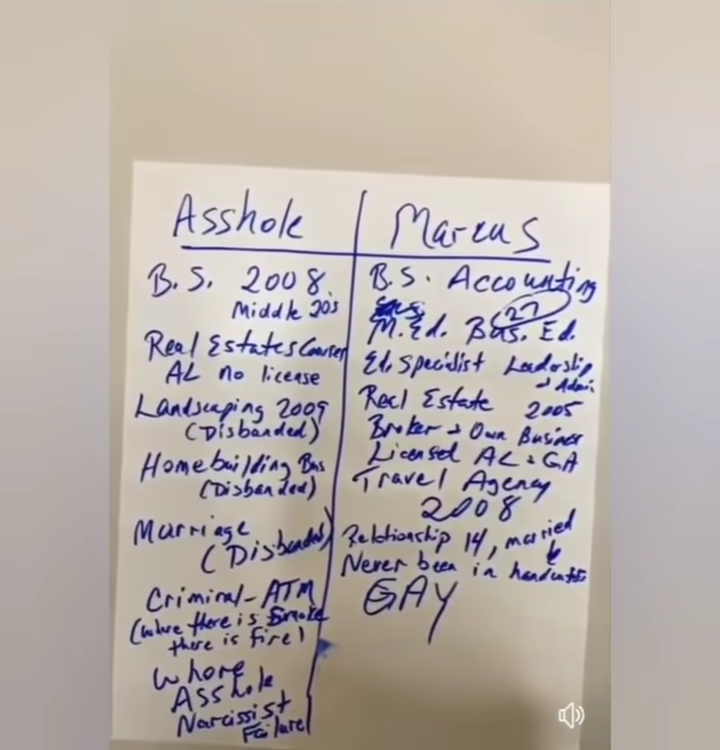 Asshole
B.S. 2008
Middle 20's
Real Estates Courses
AL no license
Landscaping 2009
(Disbanded)
Homebuilding Bus
(Disbanded)
Marriage
(Disbanded)
Criminal-ATM
(where there is smoke
there is fire)
Whore
ASShole
Narcissist
Failure
Marcus
B.S. Accounting
27
M.Ed. Bus. Ed.
Ed. Specialist Leadership
& Admin
Real Estate 2005
Broker & Own Business
Licensed AL & GA
Travel Agency
2008
Relationship 14, married
Never been in handcuffs
GAY